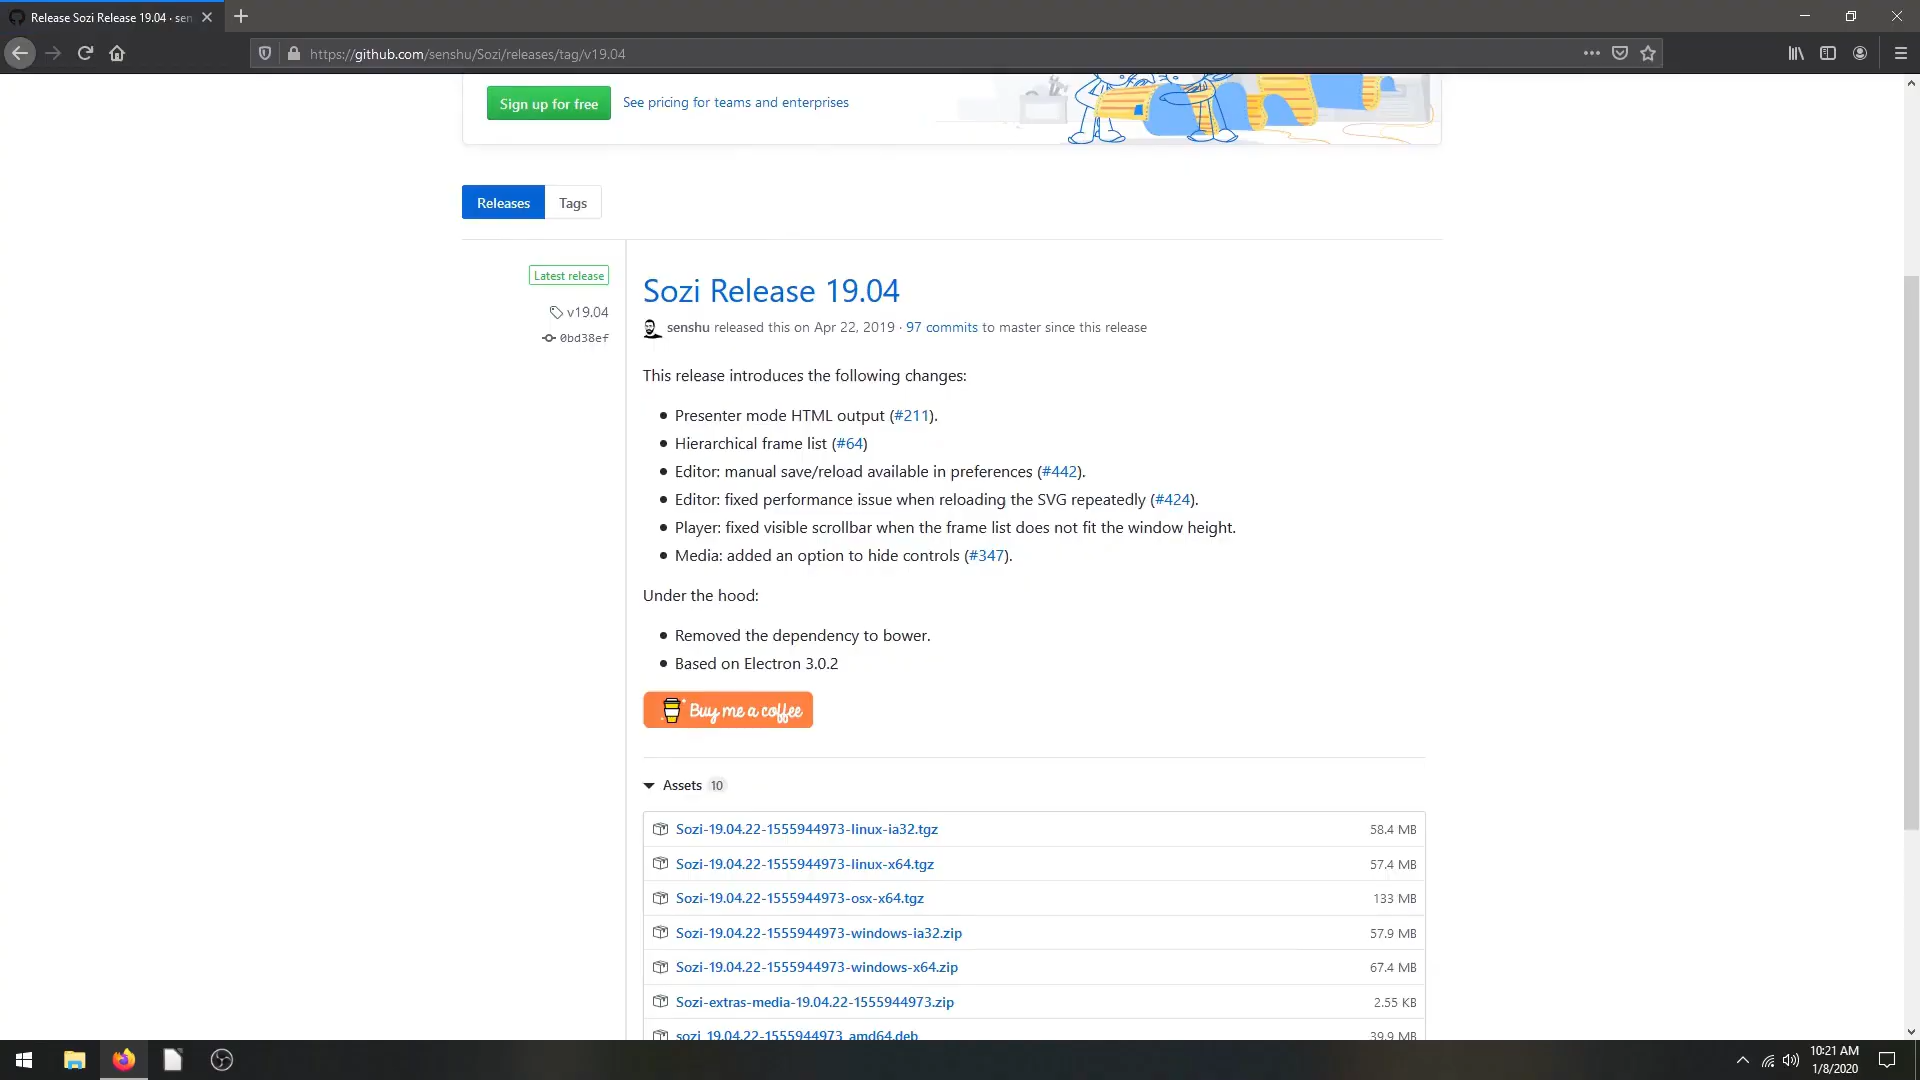 Release Sozi Release 19.04 · sen
https://github.com/senshu/Sozi/releases/tag/v19.04
Sign up for free
See pricing for teams and enterprises
Releases
Tags
Latest release
v19.04
0bd38ef
Sozi Release 19.04
senshu released this on Apr 22, 2019 · 97 commits to master since this release
This release introduces the following changes:
Presenter mode HTML output (#211).
Hierarchical frame list (#64)
Editor: manual save/reload available in preferences (#442).
Editor: fixed performance issue when reloading the SVG repeatedly (#424).
Player: fixed visible scrollbar when the frame list does not fit the window height.
Media: added an option to hide controls (#347).
Under the hood:
Removed the dependency to bower.
Based on Electron 3.0.2
Buy me a coffee
Assets 10
Sozi-19.04.22-1555944973-linux-ia32.tgz 58.4 MB
Sozi-19.04.22-1555944973-linux-x64.tgz 57.4 MB
Sozi-19.04.22-1555944973-osx-x64.tgz 133 MB
Sozi-19.04.22-1555944973-windows-ia32.zip 57.9 MB
Sozi-19.04.22-1555944973-windows-x64.zip 67.4 MB
Sozi-extras-media-19.04.22-1555944973.zip 2.55 KB
sozi_19.04.22-1555944973_amd64.deb 39.9 MB
10:21 AM
1/8/2020